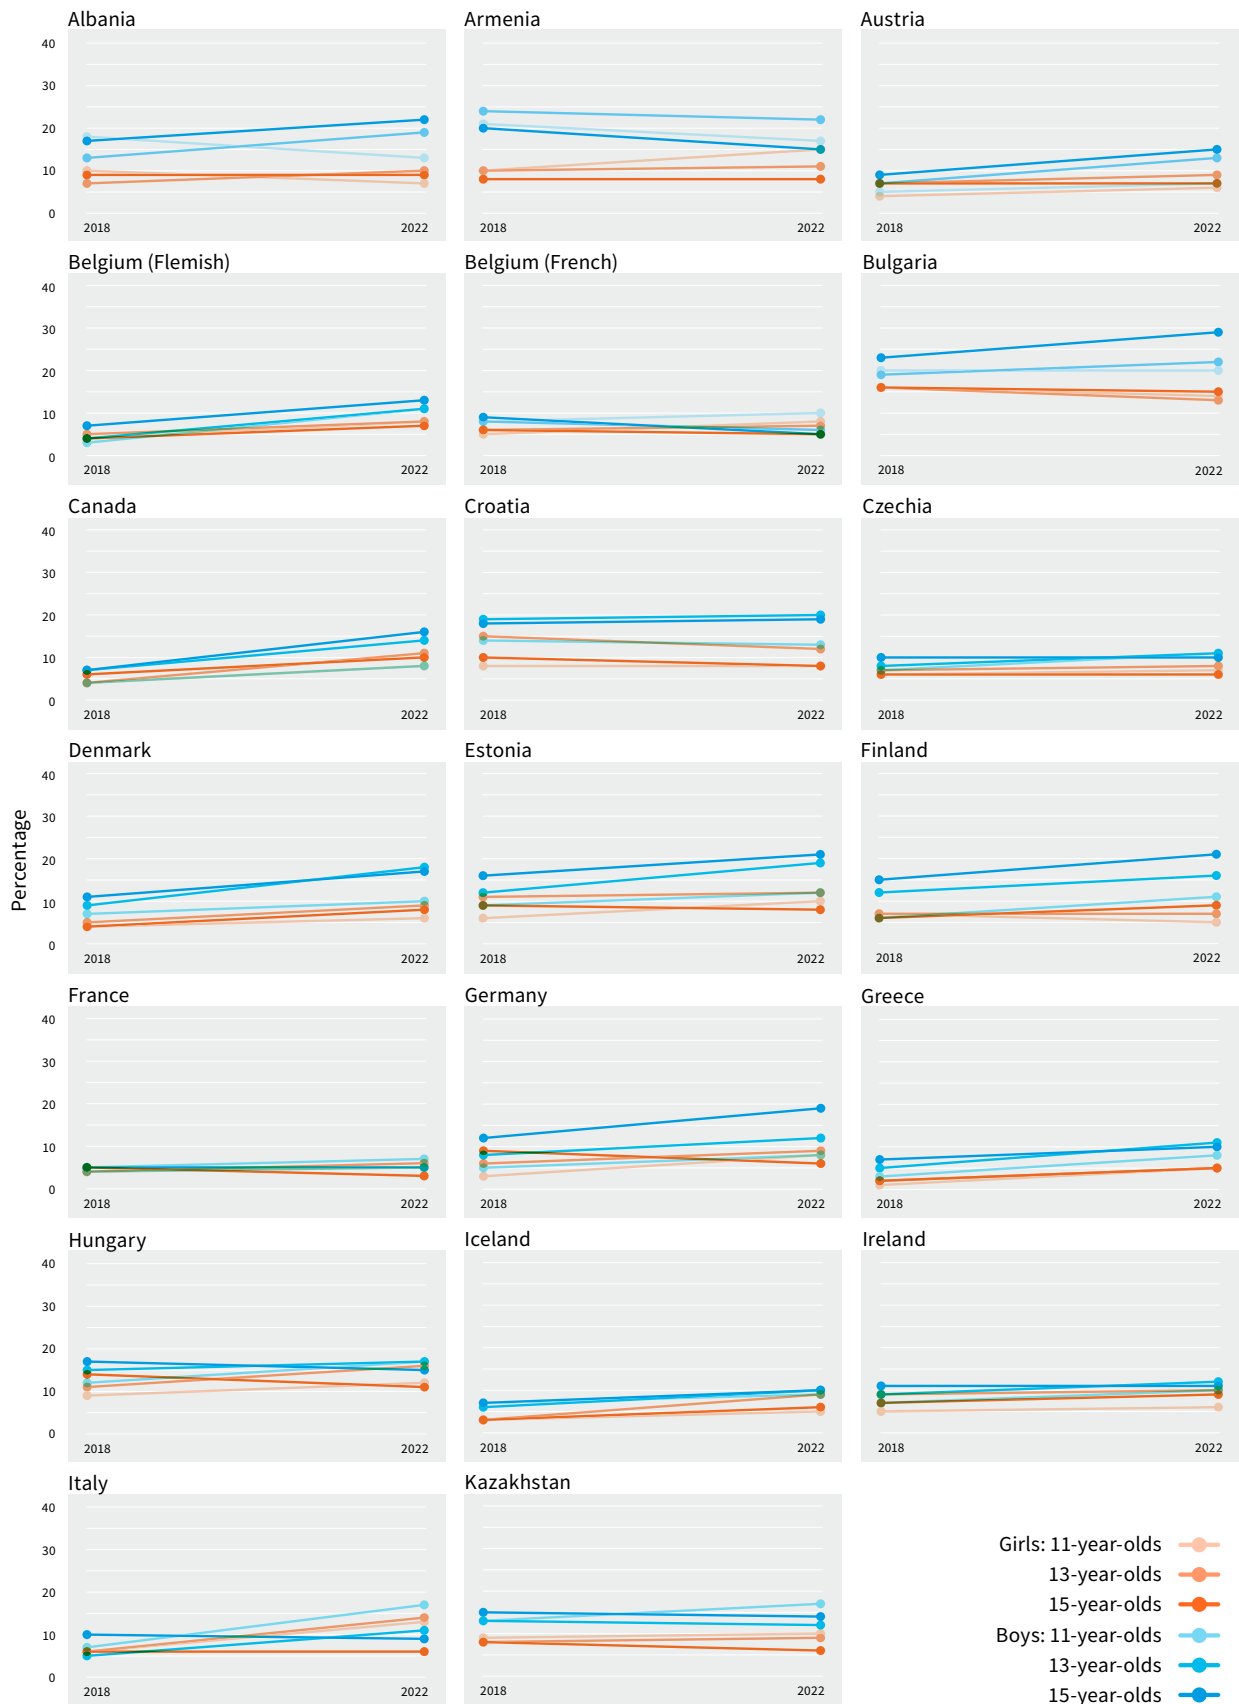 Albania
Armenia
Austria
40
30
20
10
0
2018
2022
2018
2022
2018
2022
Belgium (Flemish)
Belgium (French)
Bulgaria
40
30
20
10
0
2018
2022
2018
2022
2018
2022
Canada
Croatia
Czechia
40
30
20
10
0
2018
2022
2018
2022
2018
2022
Percentage
Denmark
Estonia
Finland
40
30
20
10
0
2018
2022
2018
2022
2018
2022
France
Germany
Greece
40
30
20
10
0
2018
2022
2018
2022
2018
2022
Hungary
Iceland
Ireland
40
30
20
10
0
2018
2022
2018
2022
2018
2022
Italy
Kazakhstan
40
30
20
10
0
2018
2022
2018
2022
Girls: 11-year-olds
13-year-olds
15-year-olds
Boys: 11-year-olds
13-year-olds
15-year-olds